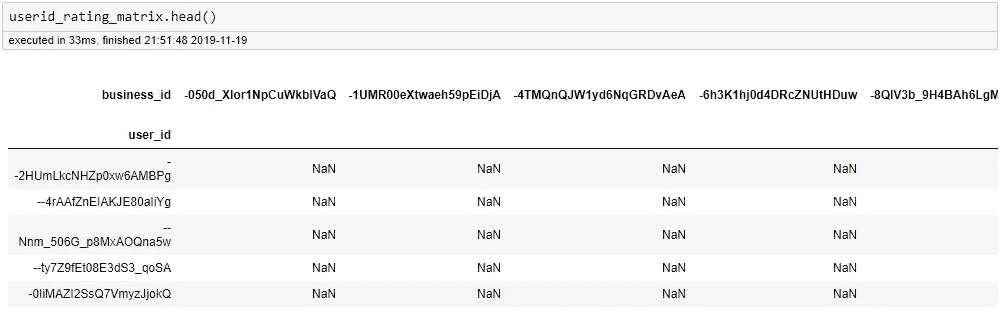 userid_rating_matrix.head()
executed in 33ms, finished 21:51:48 2019-11-19
business_id -050d_XIor1NpCuWkbIVaQ -1UMR00eXtwaeh59pEiDjA -4TMQnQJW1yd6NqGRDvAeA -6h3K1hj0d4DRcZNUtHDuw -8QlV3b_9H4BAh6LgM
user_id
-
-2HUmLkcNHZp0xw6AMBPg NaN NaN NaN NaN
--4rAAfZnEIAKJE80aIiYg NaN NaN NaN NaN
--
Nnm_506G_p8MxAOQna5w NaN NaN NaN NaN
--ty7Z9fEt08E3dS3_qoSA NaN NaN NaN NaN
-0IiMAZI2SsQ7VmyzJjokQ NaN NaN NaN NaN